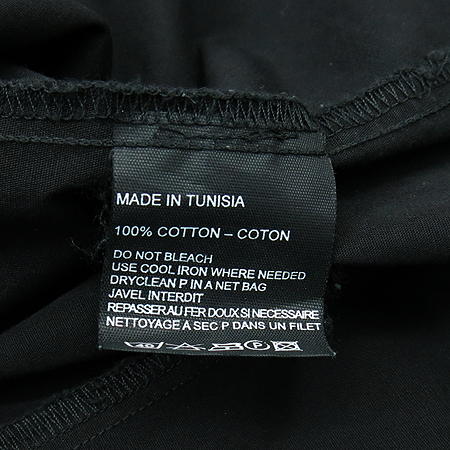 MADE IN TUNISIA
100% COTTON – COTON
DO NOT BLEACH
USE COOL IRON WHERE NEEDED
DRYCLEAN P IN A NET BAG
JAVEL INTERDIT
REPASSER AU FER DOUX SI NECESSAIRE
NETTOYAGE A SEC P DANS UN FILET
40 P